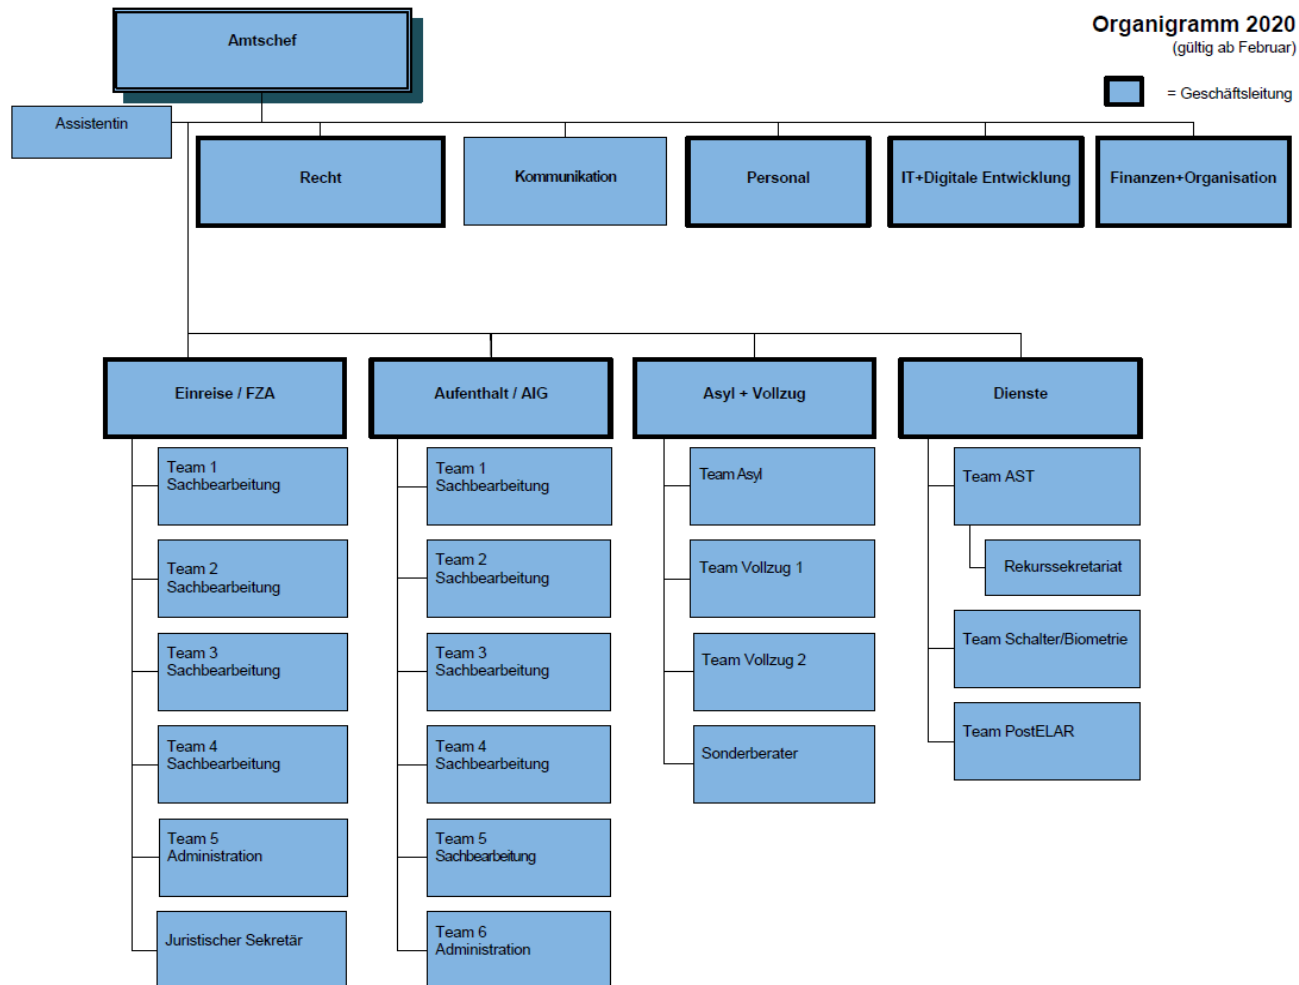 Organigramm 2020
(gültig ab Februar)
= Geschäftsleitung
Amtschef
Assistentin
Recht
Kommunikation
Personal
IT+Digitale Entwicklung
Finanzen+Organisation
Einreise / FZA
Team 1
Sachbearbeitung
Team 2
Sachbearbeitung
Team 3
Sachbearbeitung
Team 4
Sachbearbeitung
Team 5
Administration
Juristischer Sekretär
Aufenthalt / AIG
Team 1
Sachbearbeitung
Team 2
Sachbearbeitung
Team 3
Sachbearbeitung
Team 4
Sachbearbeitung
Team 5
Sachbearbeitung
Team 6
Administration
Asyl + Vollzug
Team Asyl
Team Vollzug 1
Team Vollzug 2
Sonderberater
Dienste
Team AST
Rekurssekretariat
Team Schalter/Biometrie
Team PostELAR